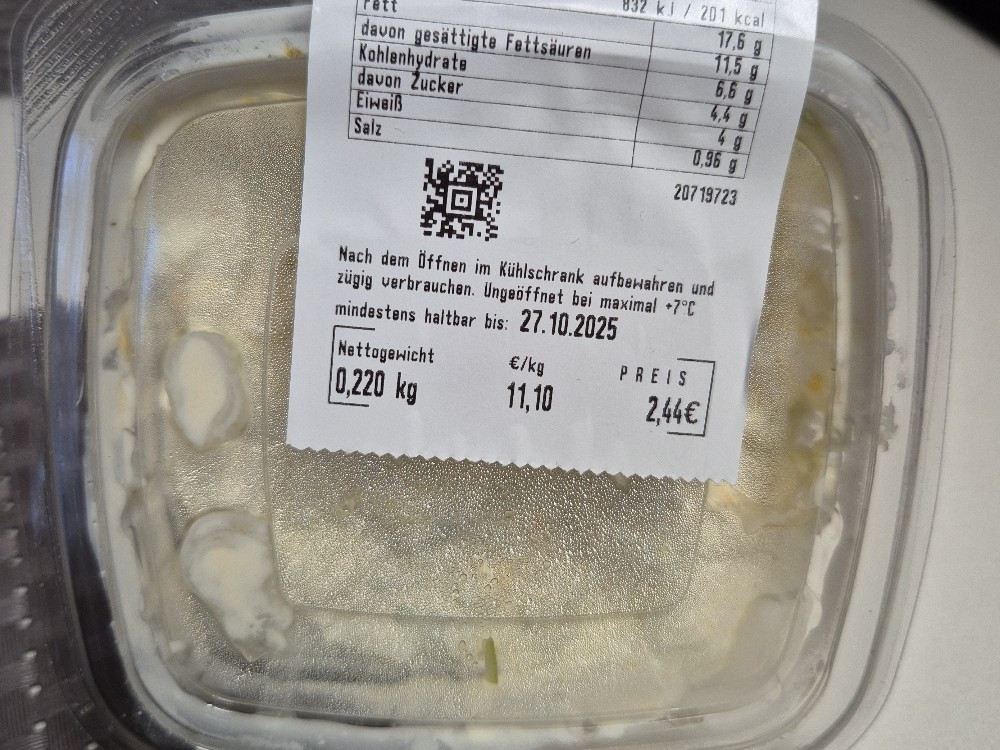 832 kJ / 201 kcal
Fett 17,6 g
davon gesättigte Fettsäuren 11,5 g
Kohlenhydrate 6,6 g
davon Zucker 4,4 g
Eiweiß 4 g
Salz 0,96 g
20719723
Nach dem Öffnen im Kühlschrank aufbewahren und
zügig verbrauchen. Ungeöffnet bei maximal +7°C
mindestens haltbar bis: 27.10.2025
Nettogewicht €/kg PREIS
0,220 kg 11,10 2,44€